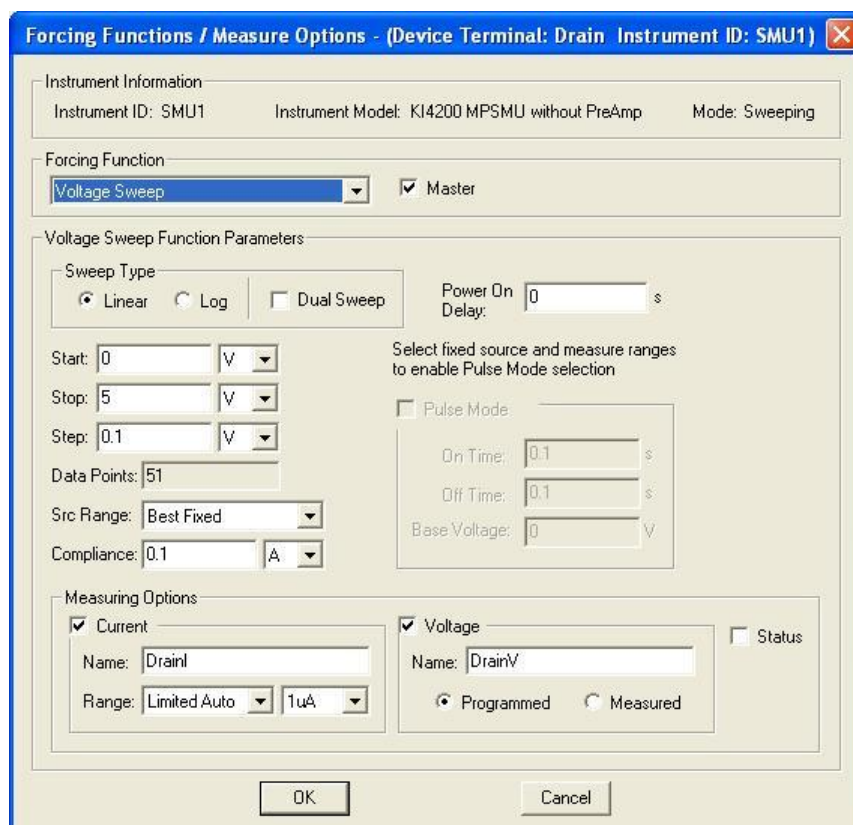 Forcing Functions / Measure Options - (Device Terminal: Drain Instrument ID: SMU1)
Instrument Information
Instrument ID: SMU1 Instrument Model: KI4200 MPSMU without PreAmp Mode: Sweeping
Forcing Function
Voltage Sweep Master
Voltage Sweep Function Parameters
Sweep Type
Linear Log Dual Sweep
Power On Delay: 0 s
Start: 0 V
Stop: 5 V
Step: 0.1 V
Data Points: 51
Src Range: Best Fixed
Compliance: 0.1 A
Select fixed source and measure ranges
to enable Pulse Mode selection
Pulse Mode
On Time: 0.1 s
Off Time: 0.1 s
Base Voltage: 0 V
Measuring Options
Current
Name: DrainI
Range: Limited Auto 1uA
Voltage
Name: DrainV
Programmed Measured
Status
OK Cancel